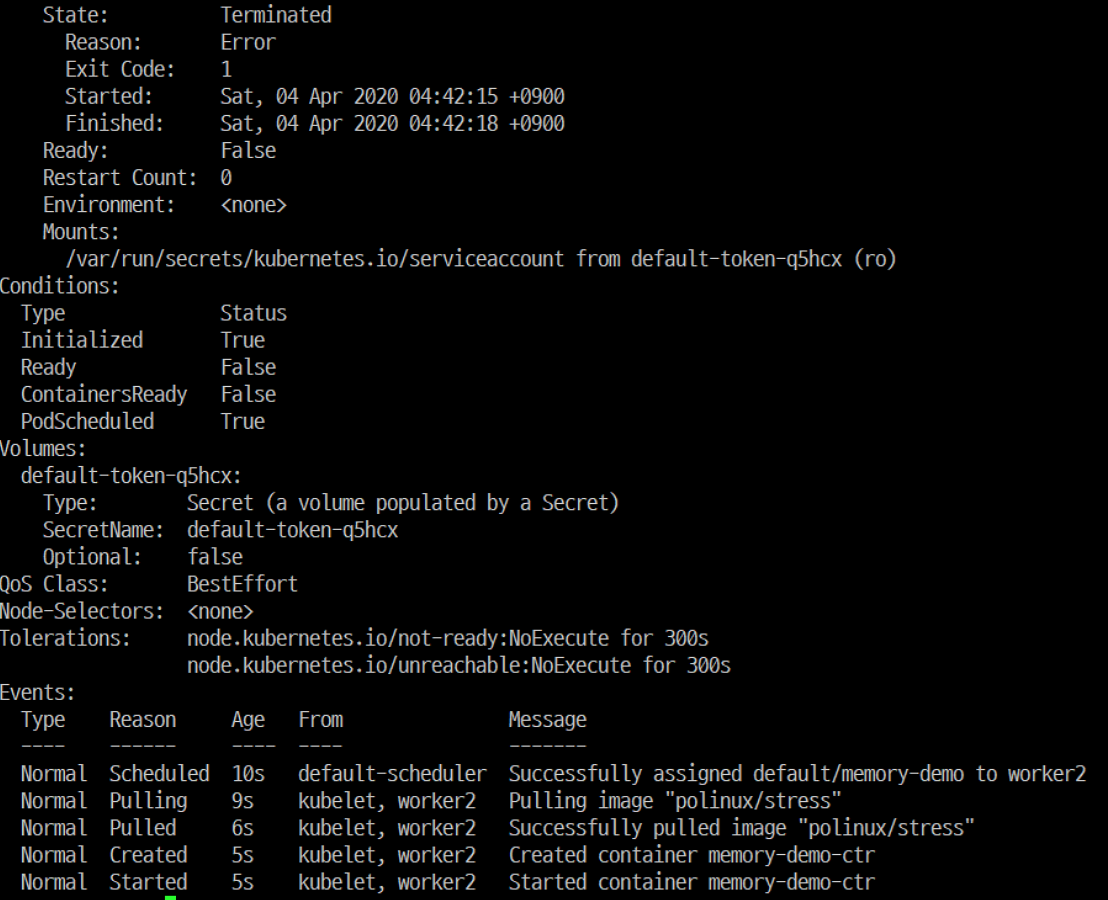 State: Terminated
Reason: Error
Exit Code: 1
Started: Sat, 04 Apr 2020 04:42:15 +0900
Finished: Sat, 04 Apr 2020 04:42:18 +0900
Ready: False
Restart Count: 0
Environment: <none>
Mounts:
/var/run/secrets/kubernetes.io/serviceaccount from default-token-q5hcx (ro)
Conditions:
Type Status
Initialized True
Ready False
ContainersReady False
PodScheduled True
Volumes:
default-token-q5hcx:
Type: Secret (a volume populated by a Secret)
SecretName: default-token-q5hcx
Optional: false
QoS Class: BestEffort
Node-Selectors: <none>
Tolerations: node.kubernetes.io/not-ready:NoExecute for 300s
node.kubernetes.io/unreachable:NoExecute for 300s
Events:
Type Reason Age From Message
---- ------ ---- ---- -------
Normal Scheduled 10s default-scheduler Successfully assigned default/memory-demo to worker2
Normal Pulling 9s kubelet, worker2 Pulling image "polinux/stress"
Normal Pulled 6s kubelet, worker2 Successfully pulled image "polinux/stress"
Normal Created 5s kubelet, worker2 Created container memory-demo-ctr
Normal Started 5s kubelet, worker2 Started container memory-demo-ctr